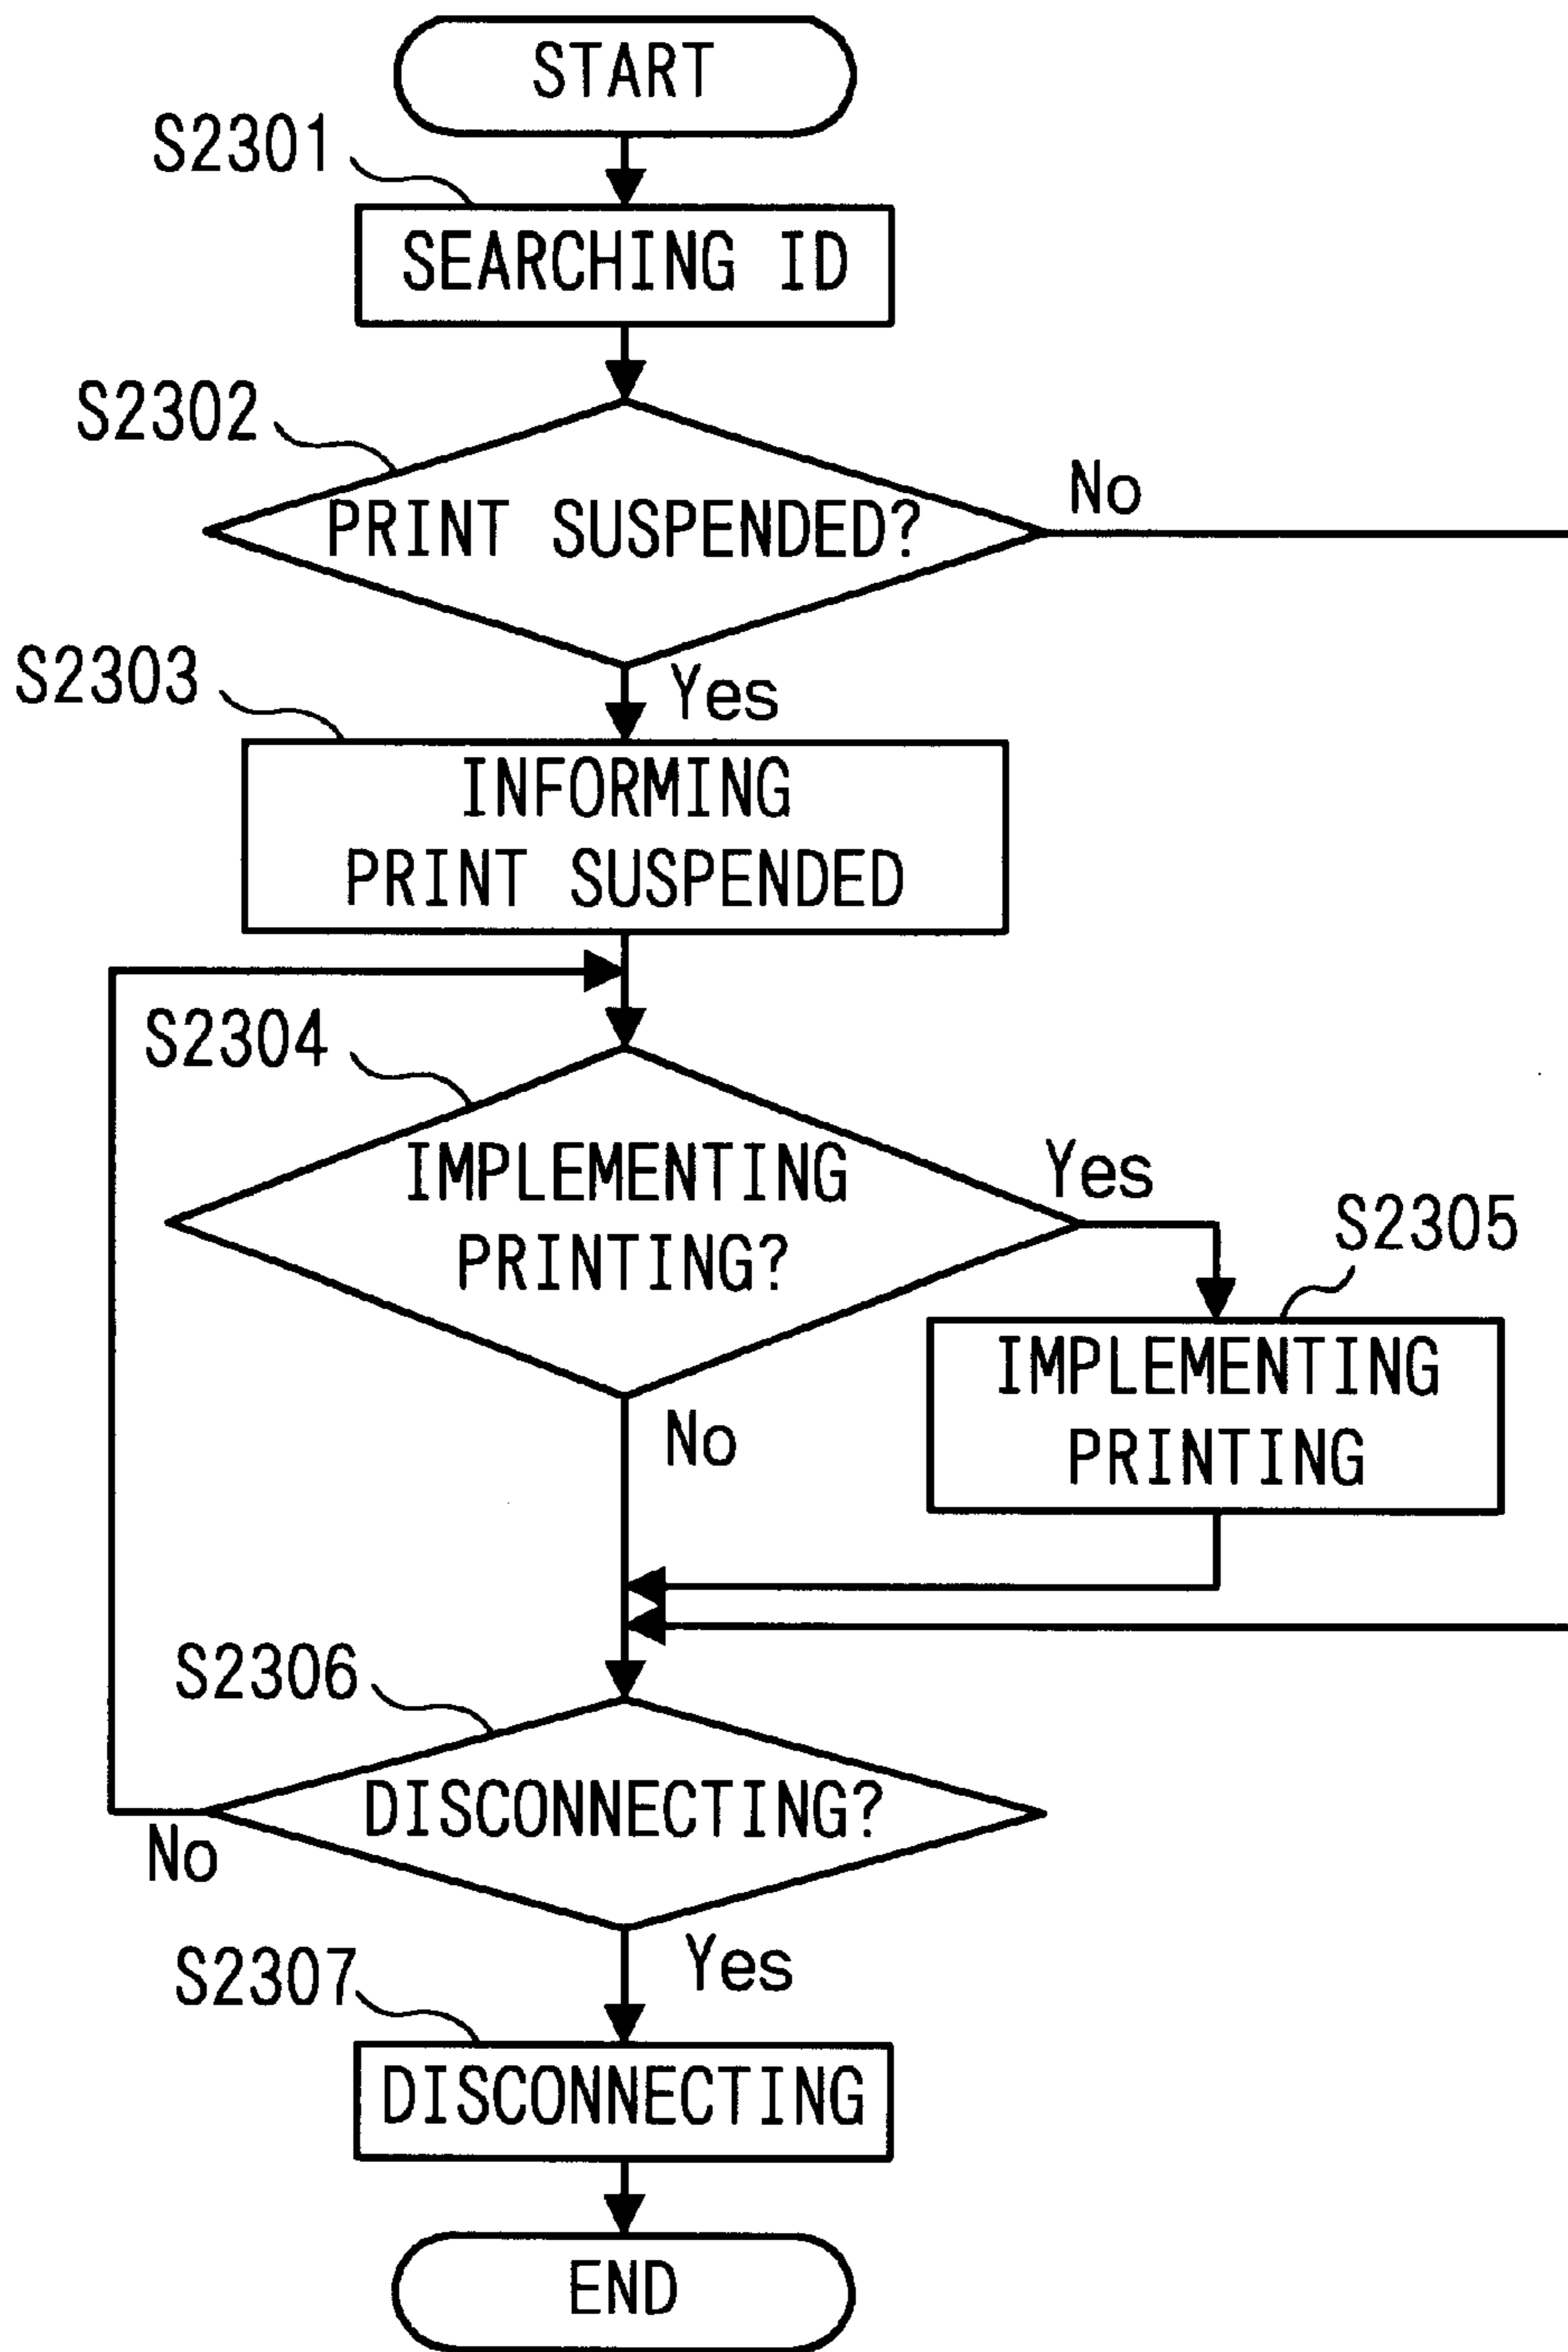 START
S2301
SEARCHING ID
S2302
PRINT SUSPENDED?
No
Yes
S2303
INFORMING
PRINT SUSPENDED
S2304
IMPLEMENTING
PRINTING?
Yes
S2305
IMPLEMENTING
PRINTING
No
S2306
DISCONNECTING?
No
Yes
S2307
DISCONNECTING
END